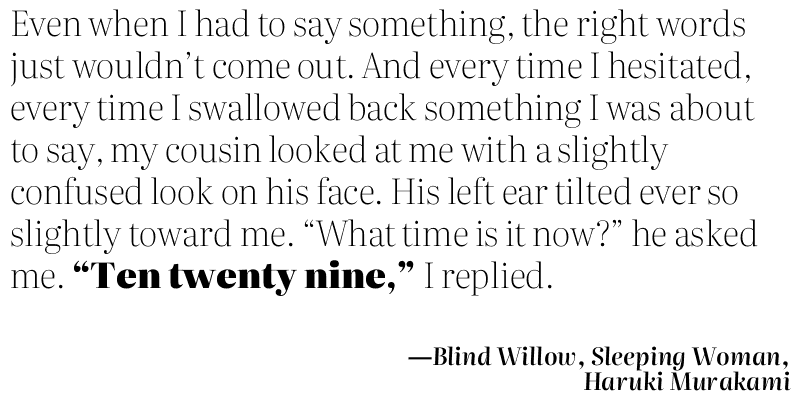 Even when I had to say something, the right words
just wouldn’t come out. And every time I hesitated,
every time I swallowed back something I was about
to say, my cousin looked at me with a slightly
confused look on his face. His left ear tilted ever so
slightly toward me. “What time is it now?” he asked
me. “Ten twenty nine,” I replied.
—Blind Willow, Sleeping Woman,
Haruki Murakami